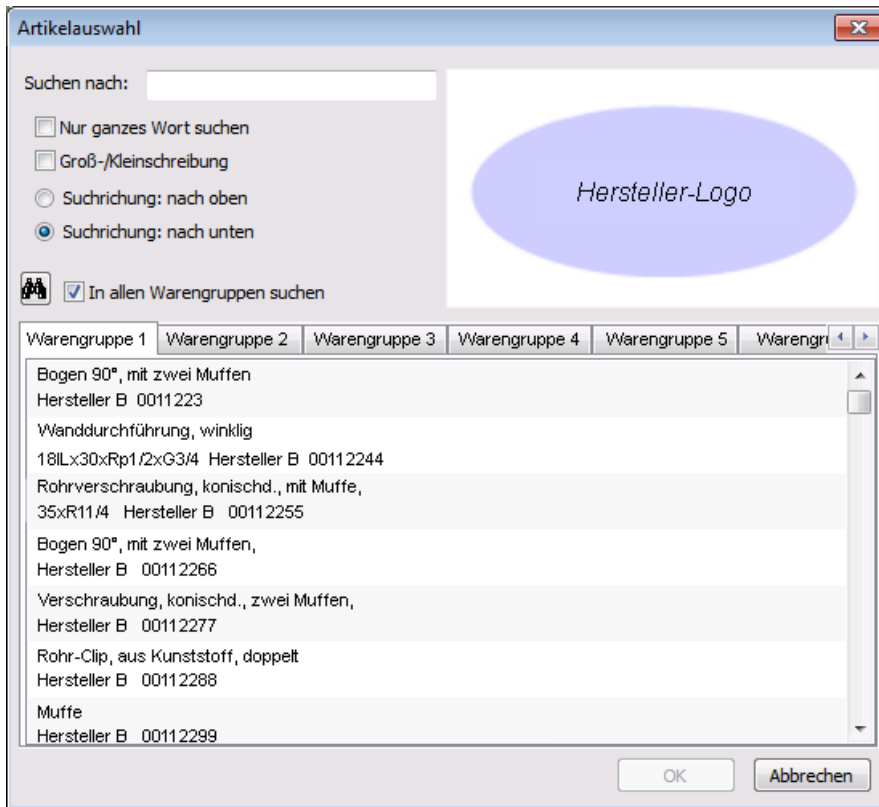 Artikelauswahl
Suchen nach:
Nur ganzes Wort suchen
Groß-/Kleinschreibung
Suchrichung: nach oben
Suchrichung: nach unten
Hersteller-Logo
In allen Warengruppen suchen
Warengruppe 1 Warengruppe 2 Warengruppe 3 Warengruppe 4 Warengruppe 5 Warengru
Bogen 90°, mit zwei Muffen
Hersteller B 0011223
Wanddurchführung, winklig
18ILx30xRp1/2xG3/4 Hersteller B 00112244
Rohrverschraubung, konischd., mit Muffe,
35xR11/4 Hersteller B 00112255
Bogen 90°, mit zwei Muffen,
Hersteller B 00112266
Verschraubung, konischd., zwei Muffen,
Hersteller B 00112277
Rohr-Clip, aus Kunststoff, doppelt
Hersteller B 00112288
Muffe
Hersteller B 00112299
OK Abbrechen